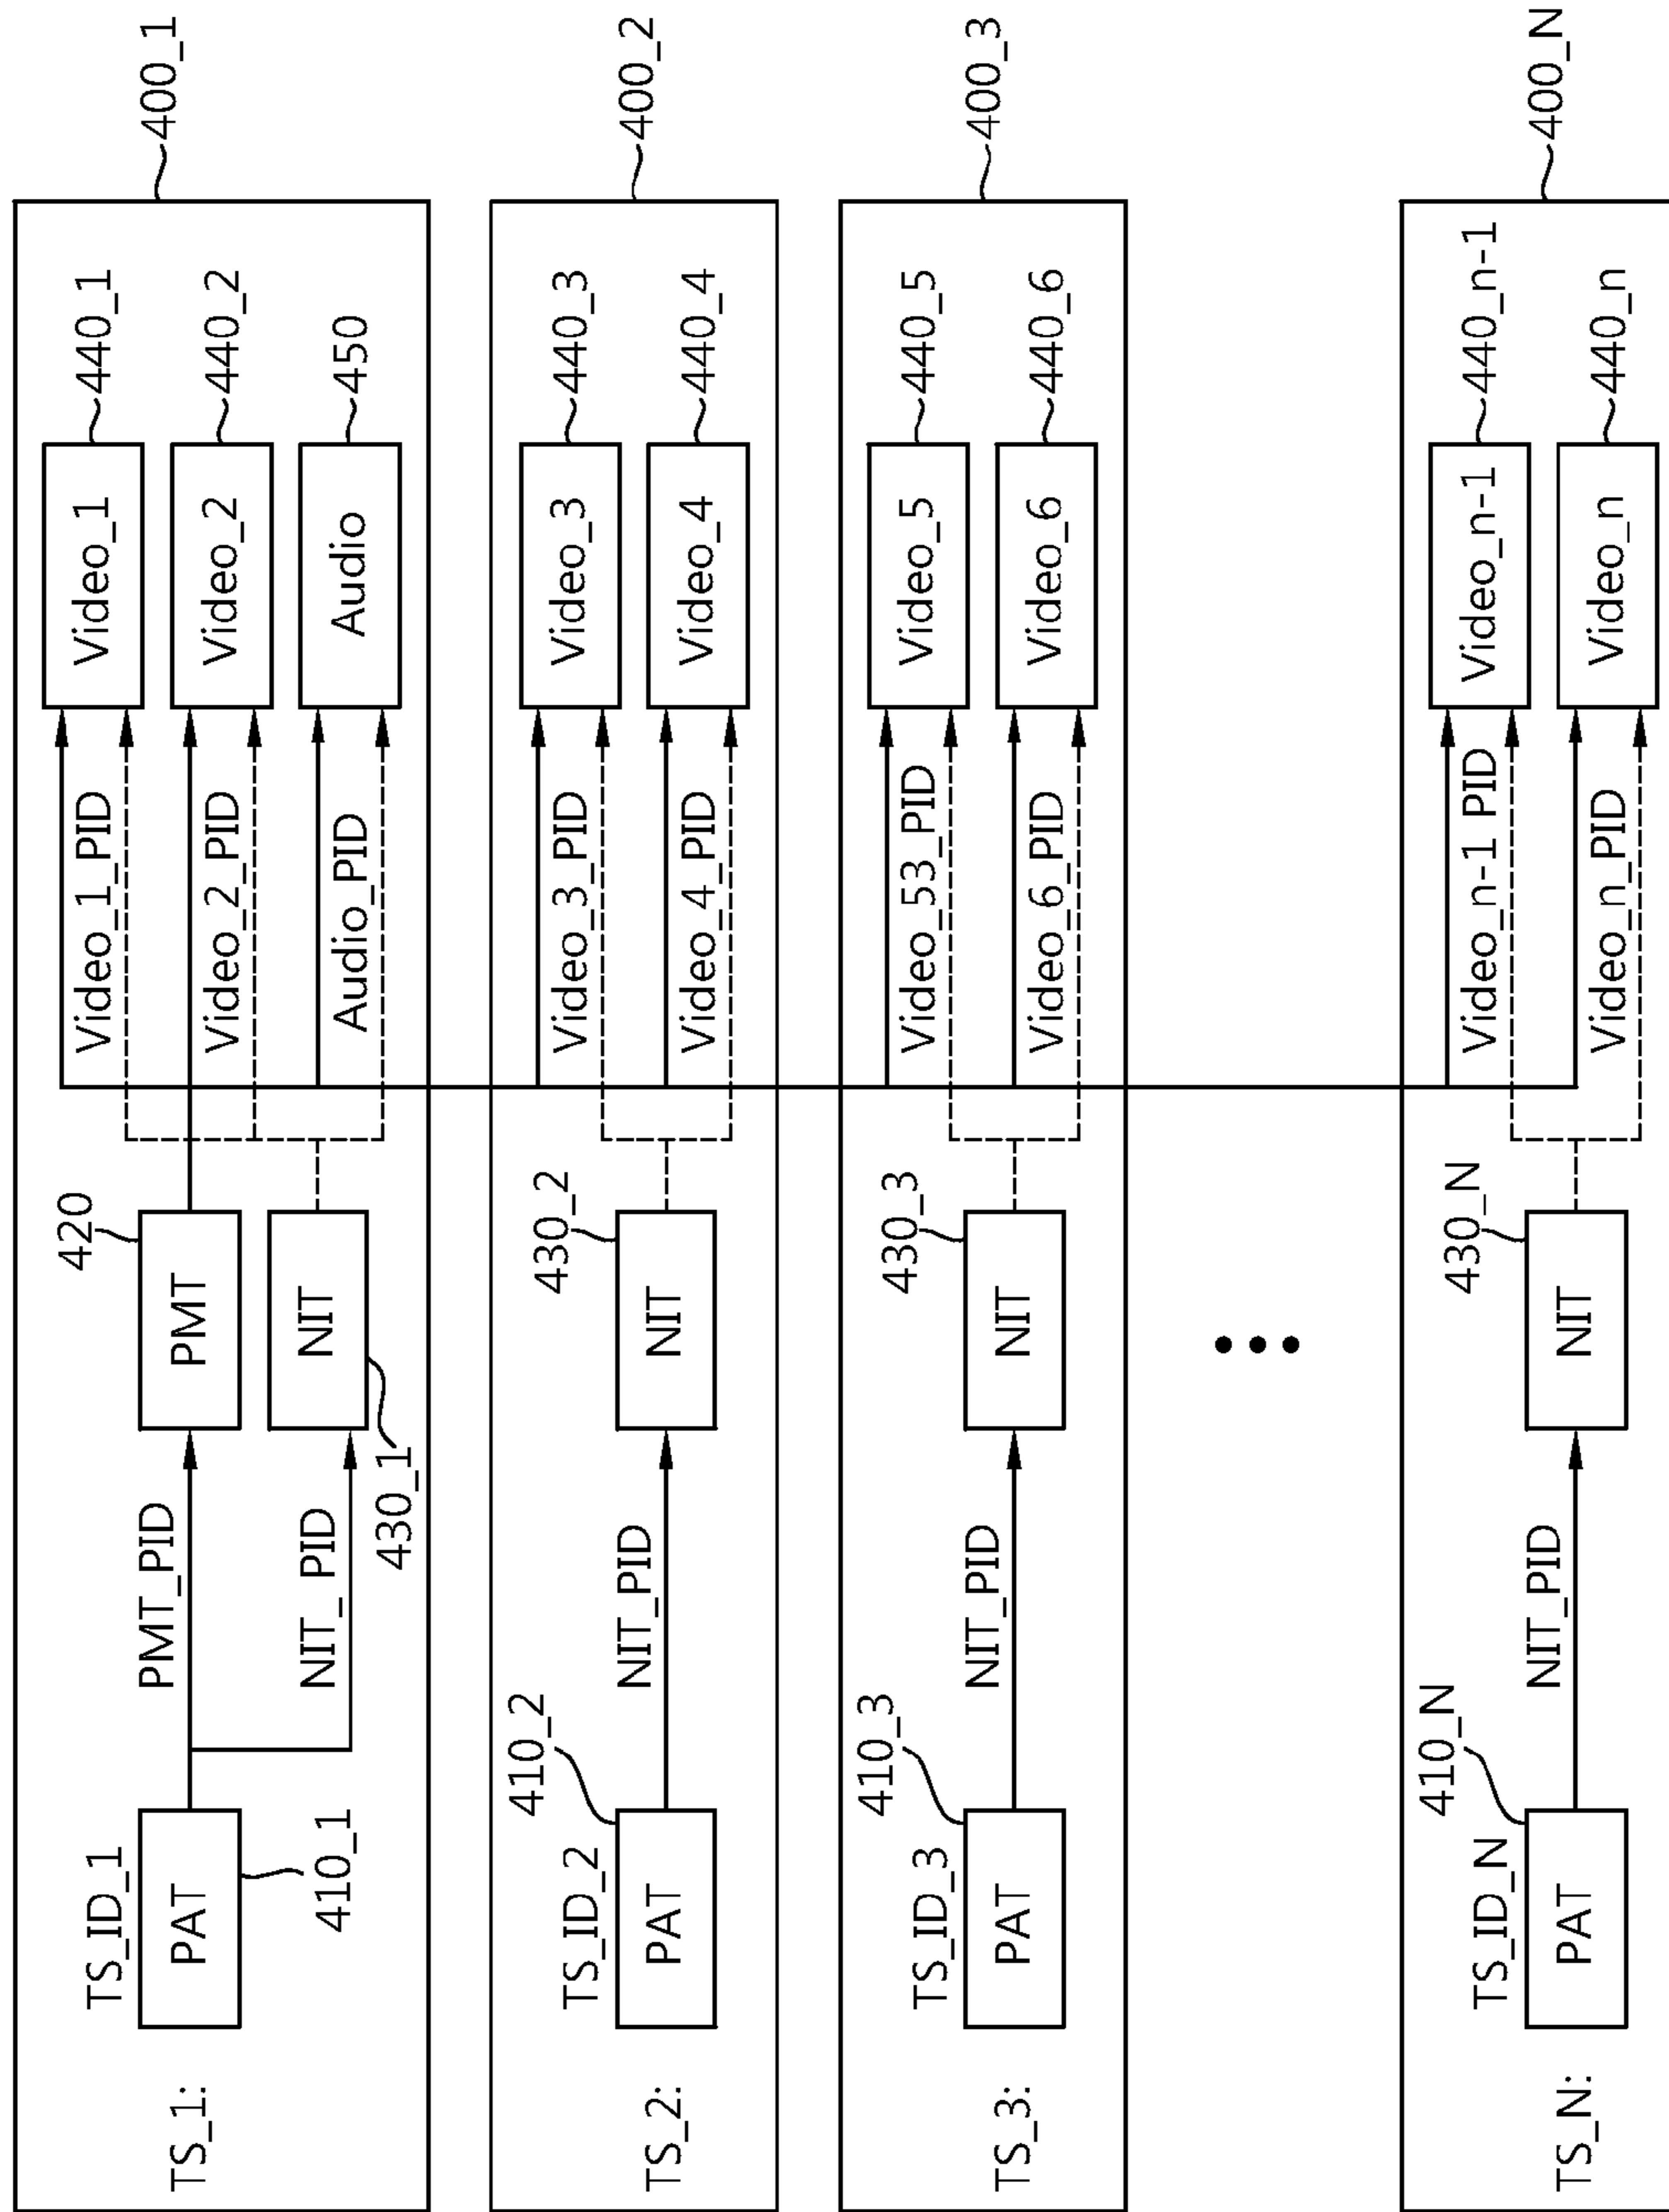 TS_1:
TS_ID_1
PAT
410_1
PMT_PID
NIT_PID
420
PMT
NIT
430_1
Video_1_PID
Video_2_PID
Audio_PID
Video_1
Video_2
Audio
440_1
440_2
450
400_1
TS_2:
TS_ID_2
PAT
410_2
NIT_PID
430_2
NIT
Video_3_PID
Video_4_PID
Video_3
Video_4
440_3
440_4
400_2
TS_3:
TS_ID_3
PAT
410_3
NIT_PID
430_3
NIT
Video_53_PID
Video_6_PID
Video_5
Video_6
440_5
440_6
400_3
TS_N:
TS_ID_N
PAT
410_N
NIT_PID
430_N
NIT
Video_n-1_PID
Video_n_PID
Video_n-1
Video_n
440_n-1
440_n
400_N